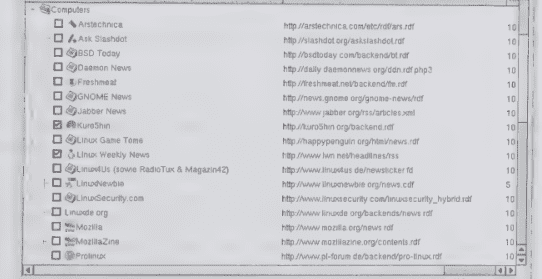 Computers
Arstechnica http://arstechnica.com/etc/rdf/ars.rdf 10
Ask Slashdot http://slashdot.org/askslashdot.rdf 10
BSD Today http://bsdtoday.com/backend/bt.rdf 10
Daemon News http://daily daemonnews org/ddn.rdf.php3 10
Freshmeat http://freshmeat.net/backend/fm.rdf 10
GNOME News http://news.gnome org/gnome-news/rdf 10
Jabber News http://www jabber org/rss/articles.xml 10
Kuro5hin http://kuro5hin org/backend.rdf 10
Linux Game Tome http://happypenguin org/html/news.rdf 10
Linux Weekly News http://www lwn net/headlines/rss 10
Linux4Us (sowie RadioTux & Magazin42) http://www.linux4us de/newsticker fd 10
LinuxNewbie http://www linuxnewbie org/news.cdf 5
LinuxSecurity.com http://www.linuxsecurity com/linuxsecurity_hybrid.rdf 10
Linuxde org http://www linuxde org/backends/news rdf 10
Mozilla http://www mozilla org/news rdf 10
MozillaZine http://www mozillazine.org/contents.rdf 10
Prolinux http://www.pl-forum de/backend/pro-linux.rdf 10